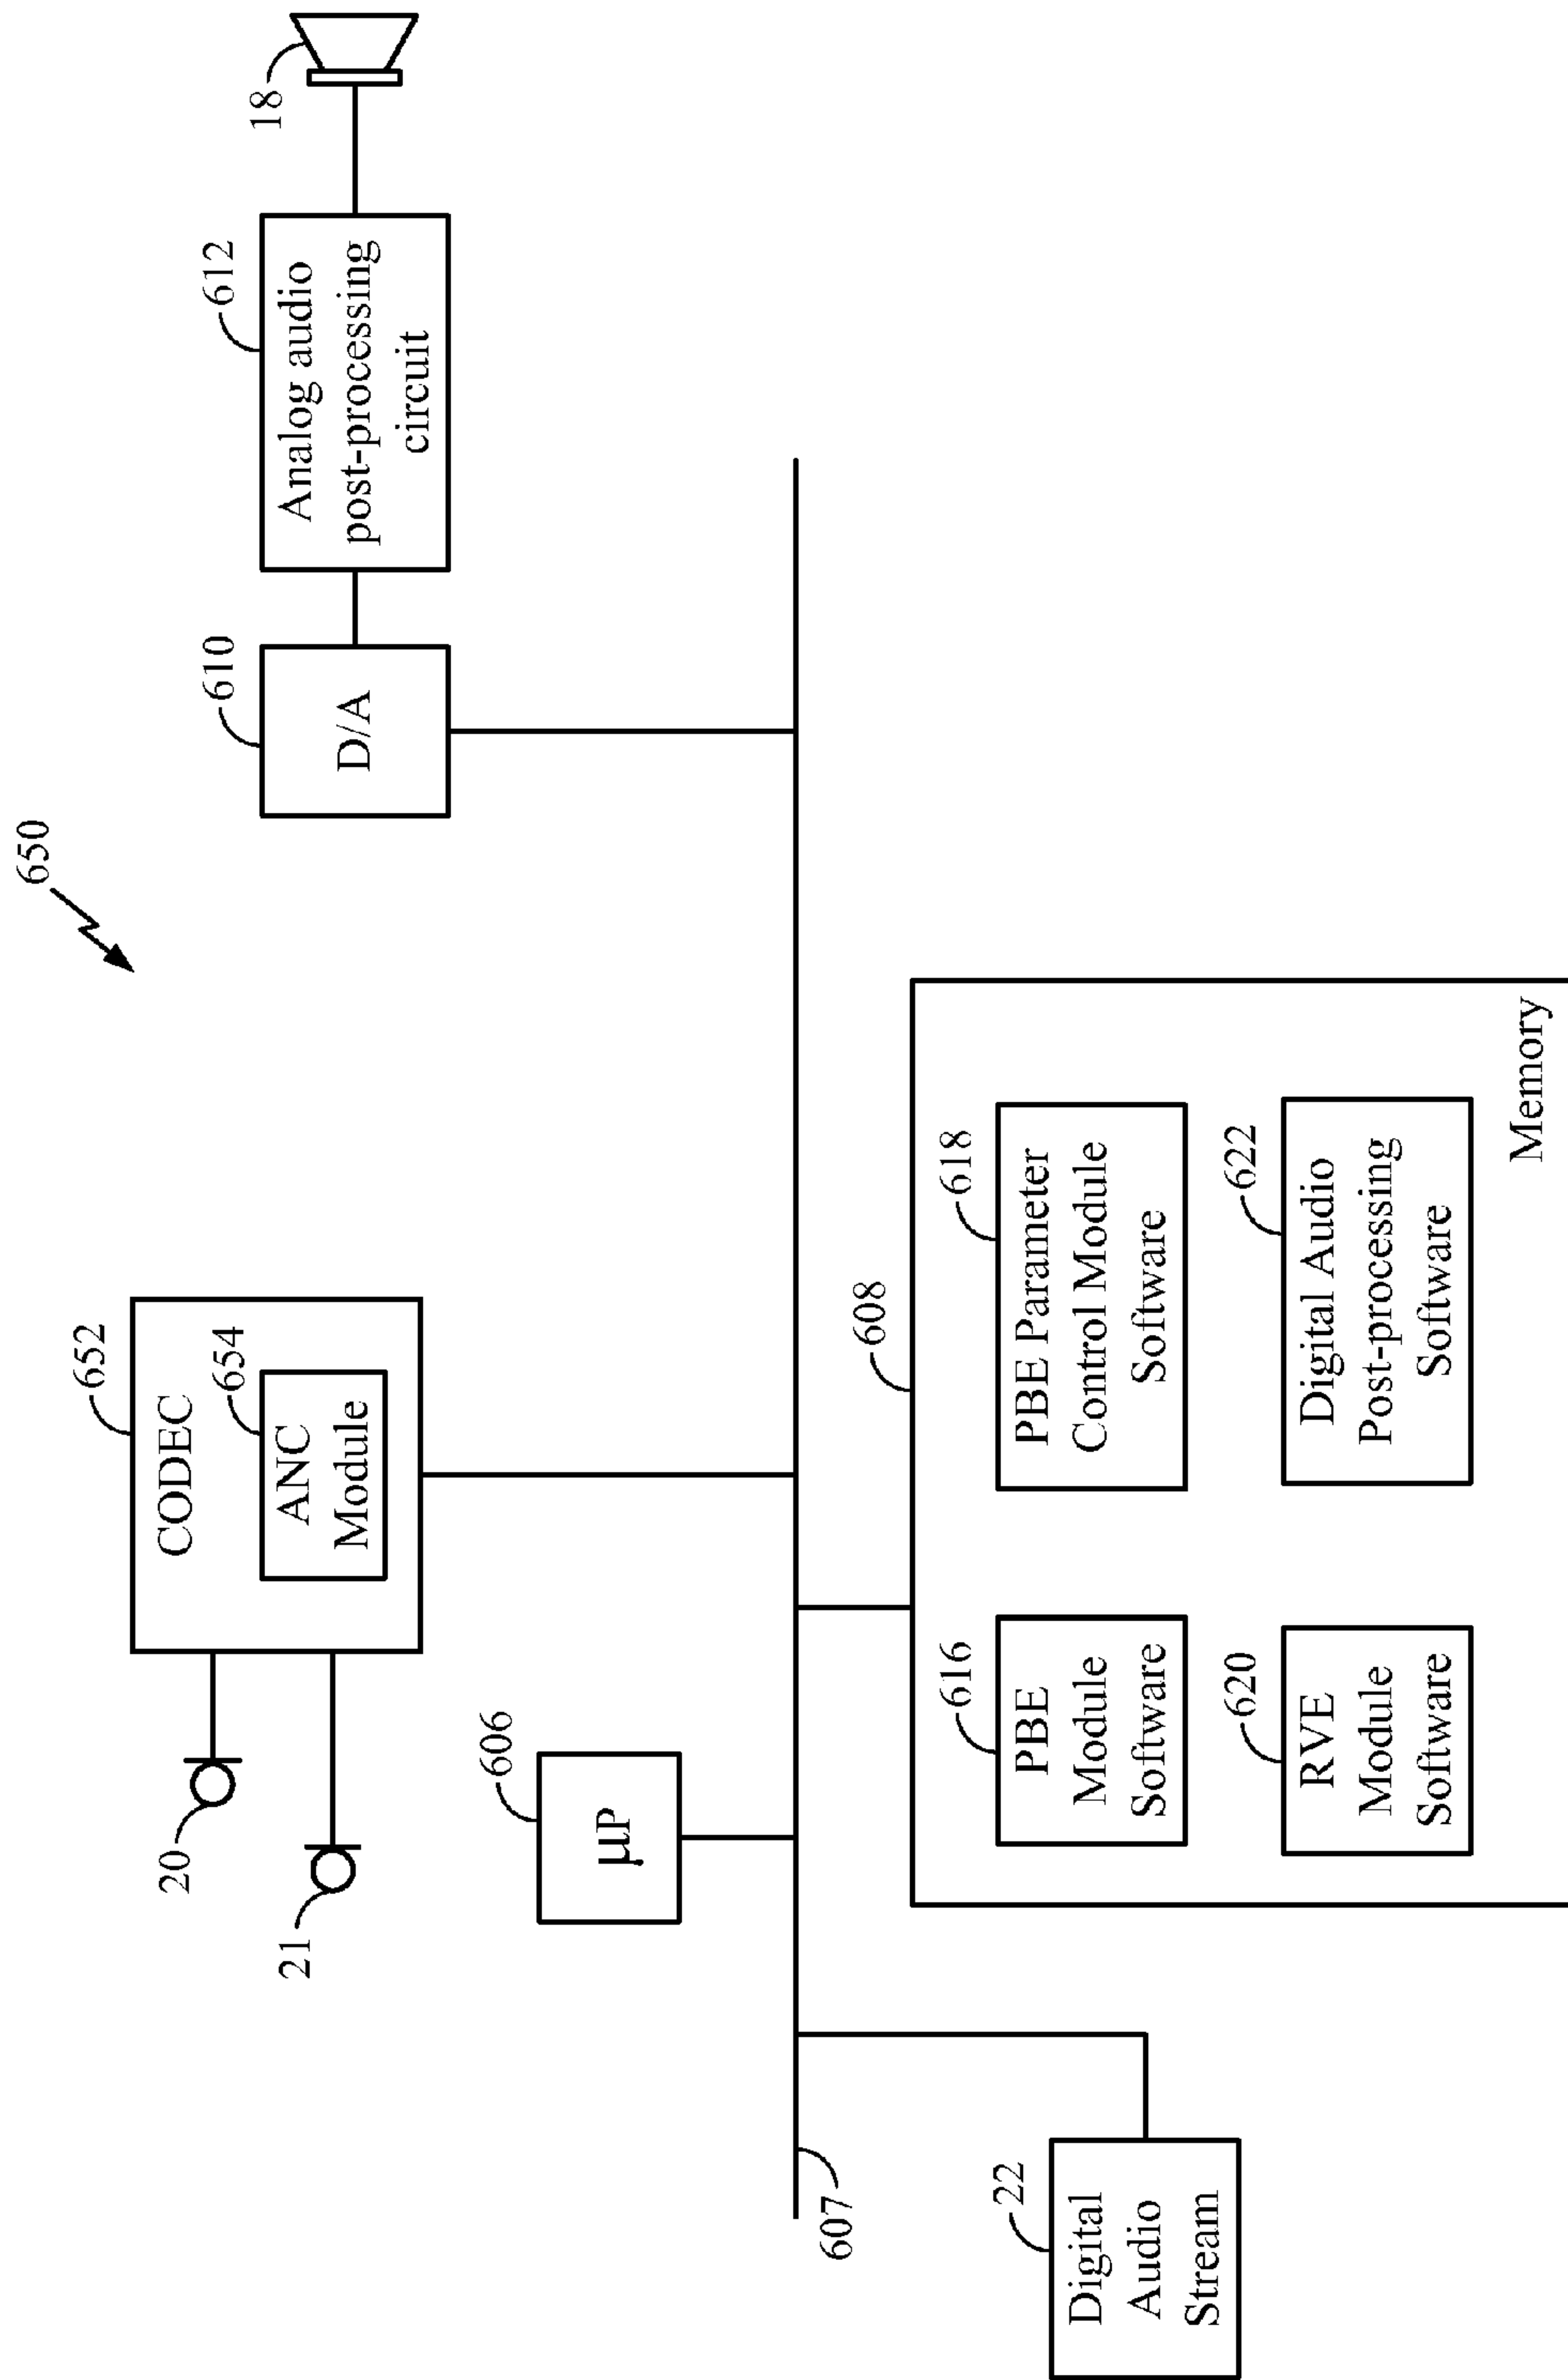 650
20
21
652
CODEC
654
ANC
Module
606
μP
610
D/A
612
Analog audio
post-processing
circuit
18
607
22
Digital
Audio
Stream
608
616
PBE
Module
Software
618
PBE Parameter
Control Module
Software
620
RVE
Module
Software
622
Digital Audio
Post-processing
Software
Memory